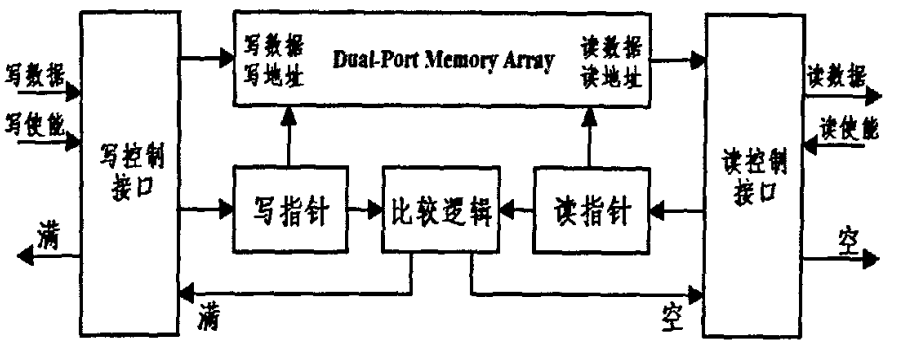 写数据
写使能
满
写控制
接口
写数据
写地址
Dual-Port Memory Array
读数据
读地址
写指针
比较逻辑
读指针
满
空
读控制
接口
读数据
读使能
空